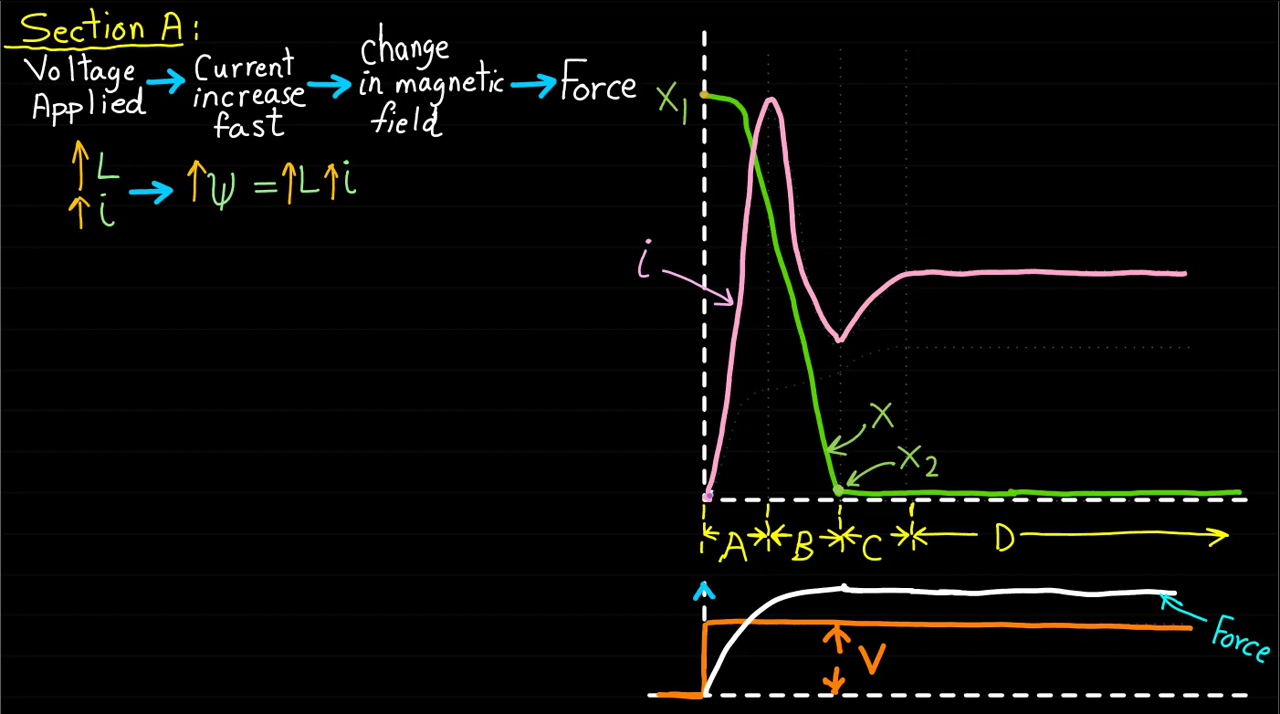 Section A:
Voltage Applied → Current increase fast → change in magnetic field → Force
↑L
↑i → ↑ψ = ↑L↑i
X₁
i
X
X₂
A B C D
V
Force